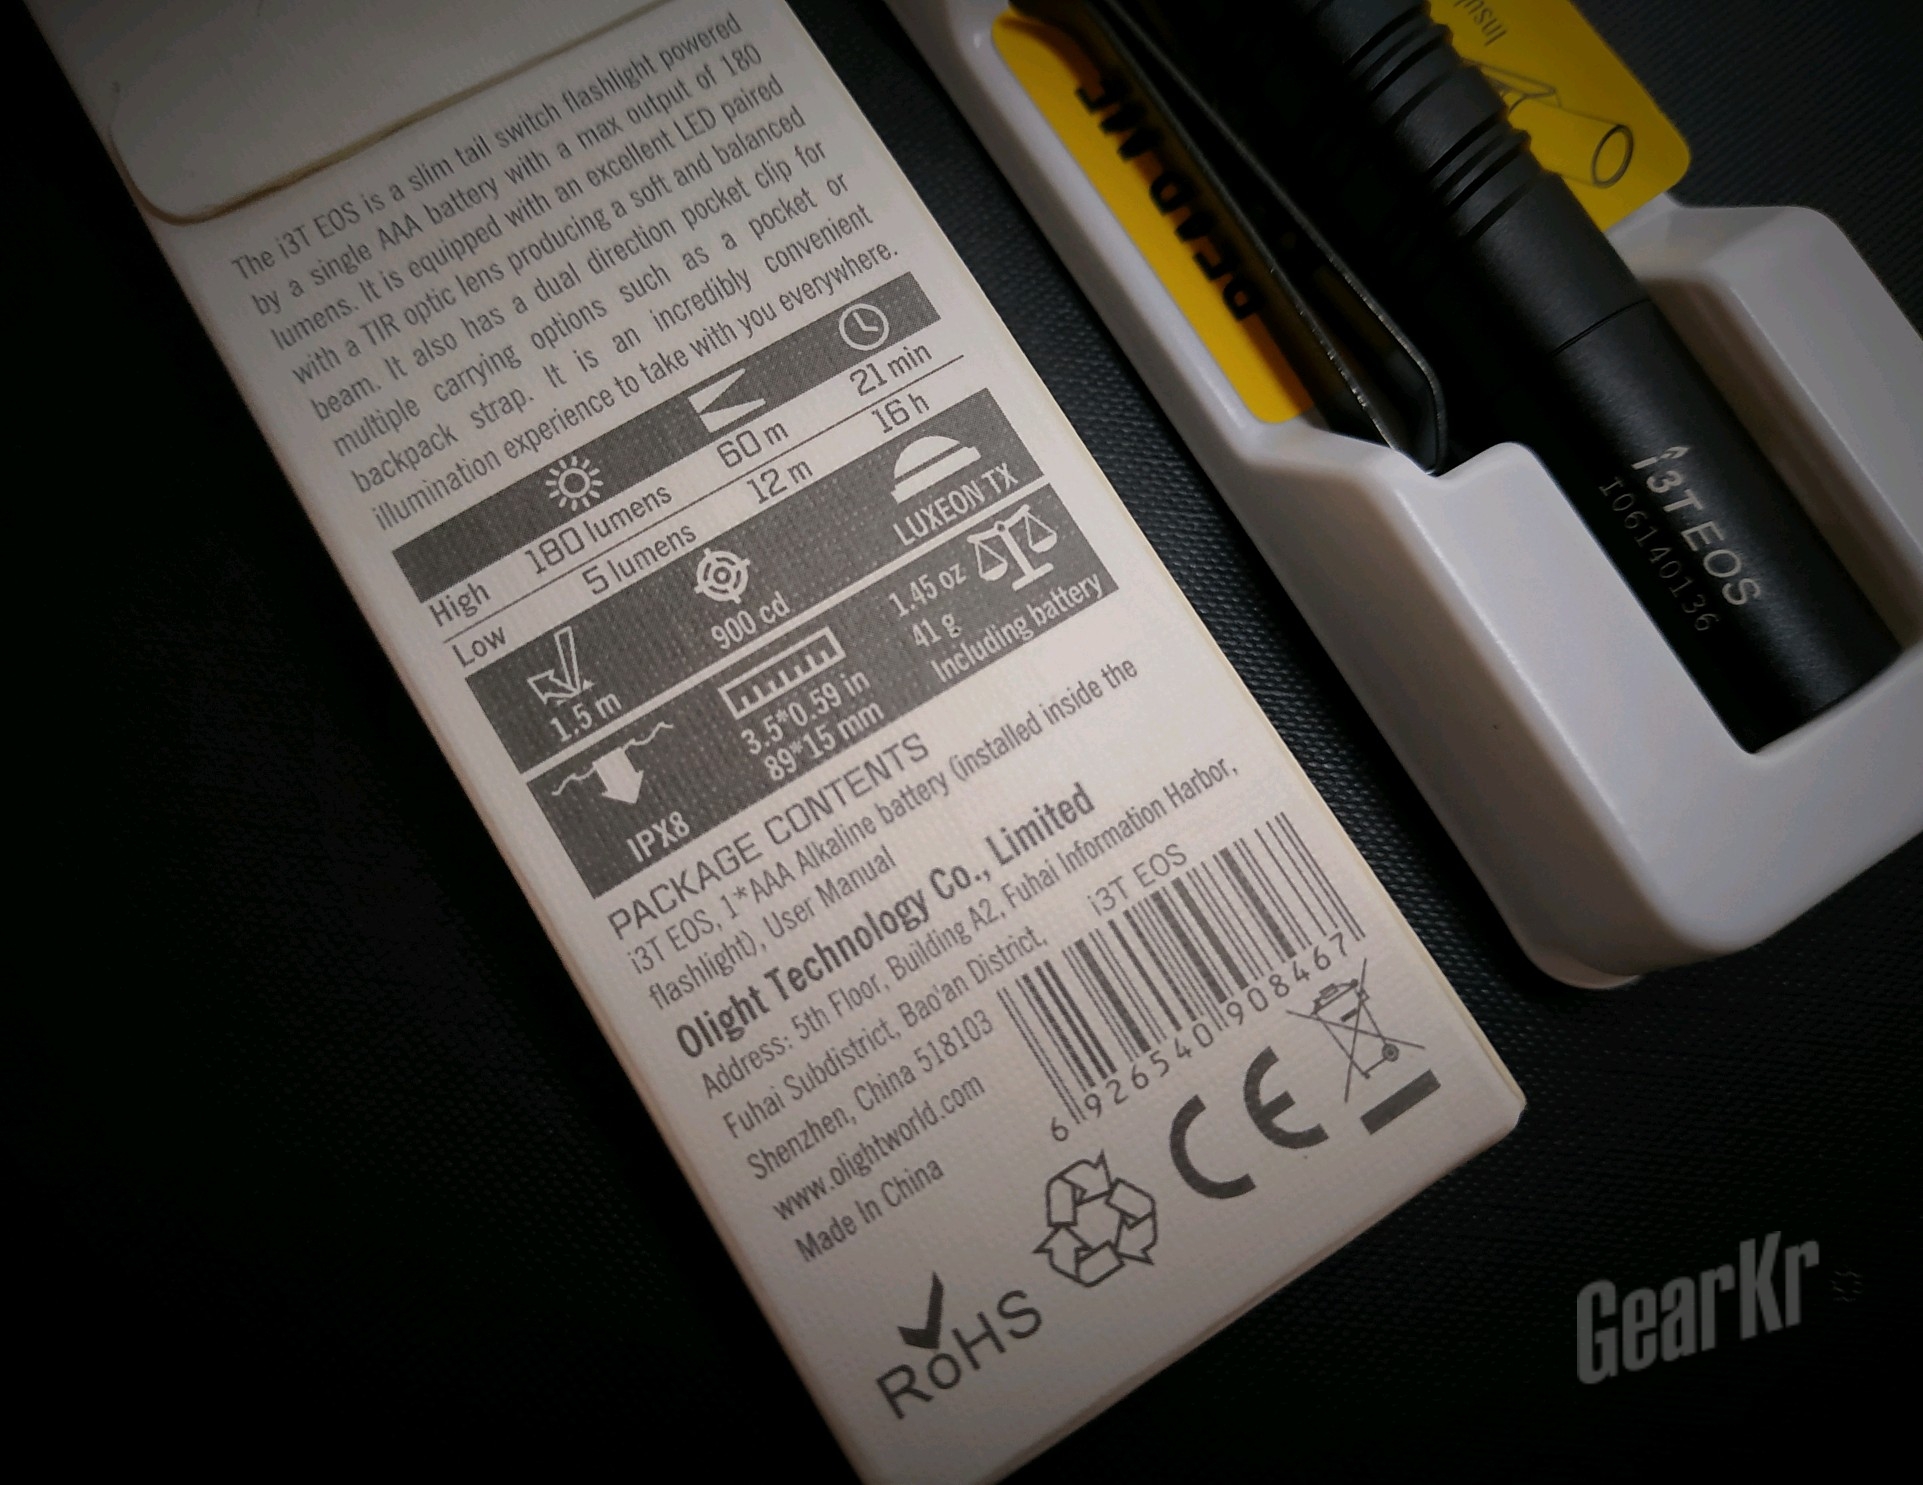 The i3T EOS is a slim tail switch flashlight powered
by a single AAA battery with a max output of 180
lumens. It is equipped with an excellent LED paired
with a TIR optic lens producing a soft and balanced
beam. It also has a dual direction pocket clip for
multiple carrying options such as a pocket or
backpack strap. It is an incredibly convenient
illumination experience to take with you everywhere.
High 180 lumens 60 m 21 min
Low 5 lumens 12 m 16 h
1.5 m 900 cd LUXEON TX
IPX8
3.5*0.59 in
89*15 mm
1.45 oz
41 g
Including battery
PACKAGE CONTENTS
i3T EOS, 1*AAA Alkaline battery (installed inside the
flashlight), User Manual
Olight Technology Co., Limited
Address: 5th Floor, Building A2, Fuhai Information Harbor,
Fuhai Subdistrict, Bao'an District,
Shenzhen, China 518103
www.olightworld.com
Made In China
i3T EOS
6 926540 908467
CE
RoHS
READ ME
i3T EOS
I06140136
GearKr